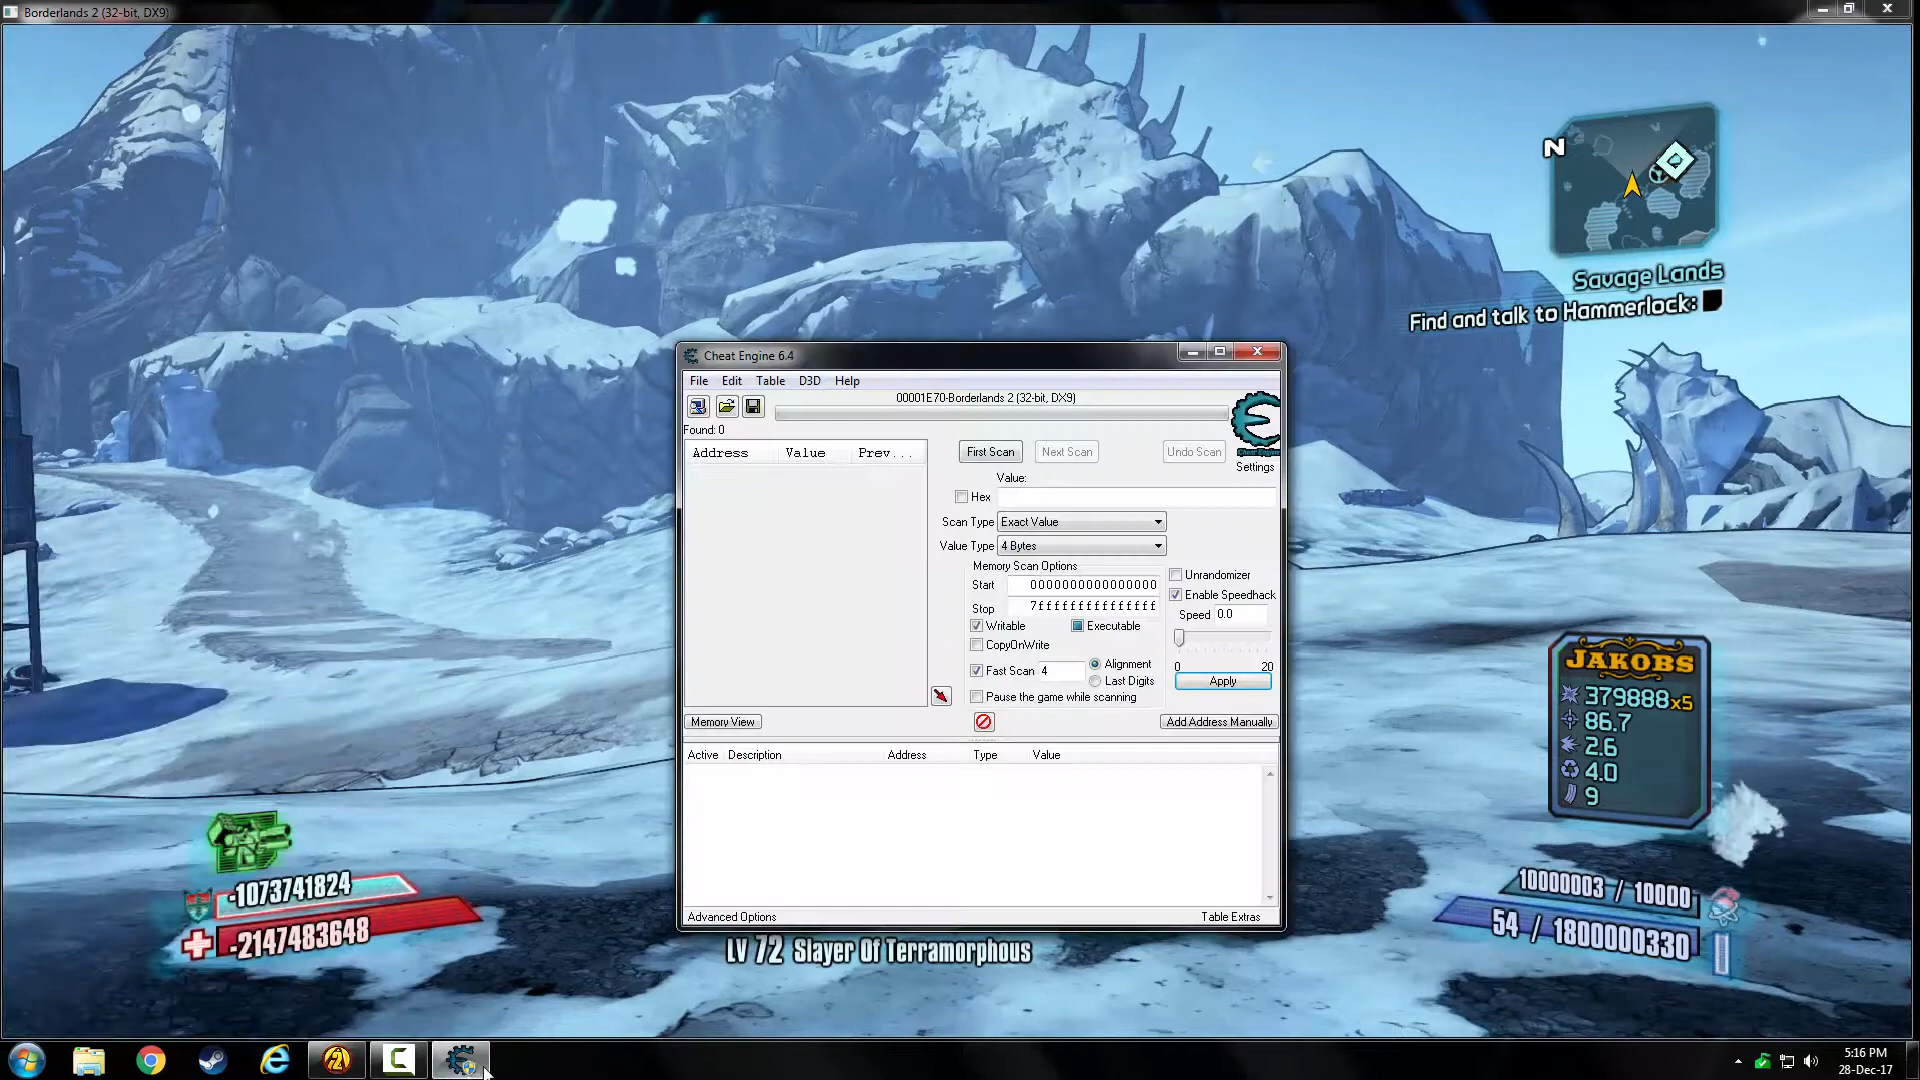 Borderlands 2 (32-bit, DX9)
N
Savage Lands
Find and talk to Hammerlock:
Cheat Engine 6.4
File Edit Table D3D Help
00001E70-Borderlands 2 (32-bit, DX9)
Found: 0
Address Value Prev...
First Scan Next Scan Undo Scan
Cheat Engine
Settings
Value:
Hex
Scan Type Exact Value
Value Type 4 Bytes
Memory Scan Options
Start 0000000000000000
Stop 7fffffffffffffff
Writable Executable
CopyOnWrite
Fast Scan 4 Alignment
Last Digits
Pause the game while scanning
Unrandomizer
Enable Speedhack
Speed 0.0
0 20
Apply
Memory View
Add Address Manually
Active Description Address Type Value
Advanced Options
Table Extras
JAKOBS
379888x5
86.7
2.6
4.0
9
-1073741824
-2147483648
LV 72 Slayer Of Terramorphous
10000003 / 10000
54 / 1800000330
2
C
5:16 PM
28-Dec-17